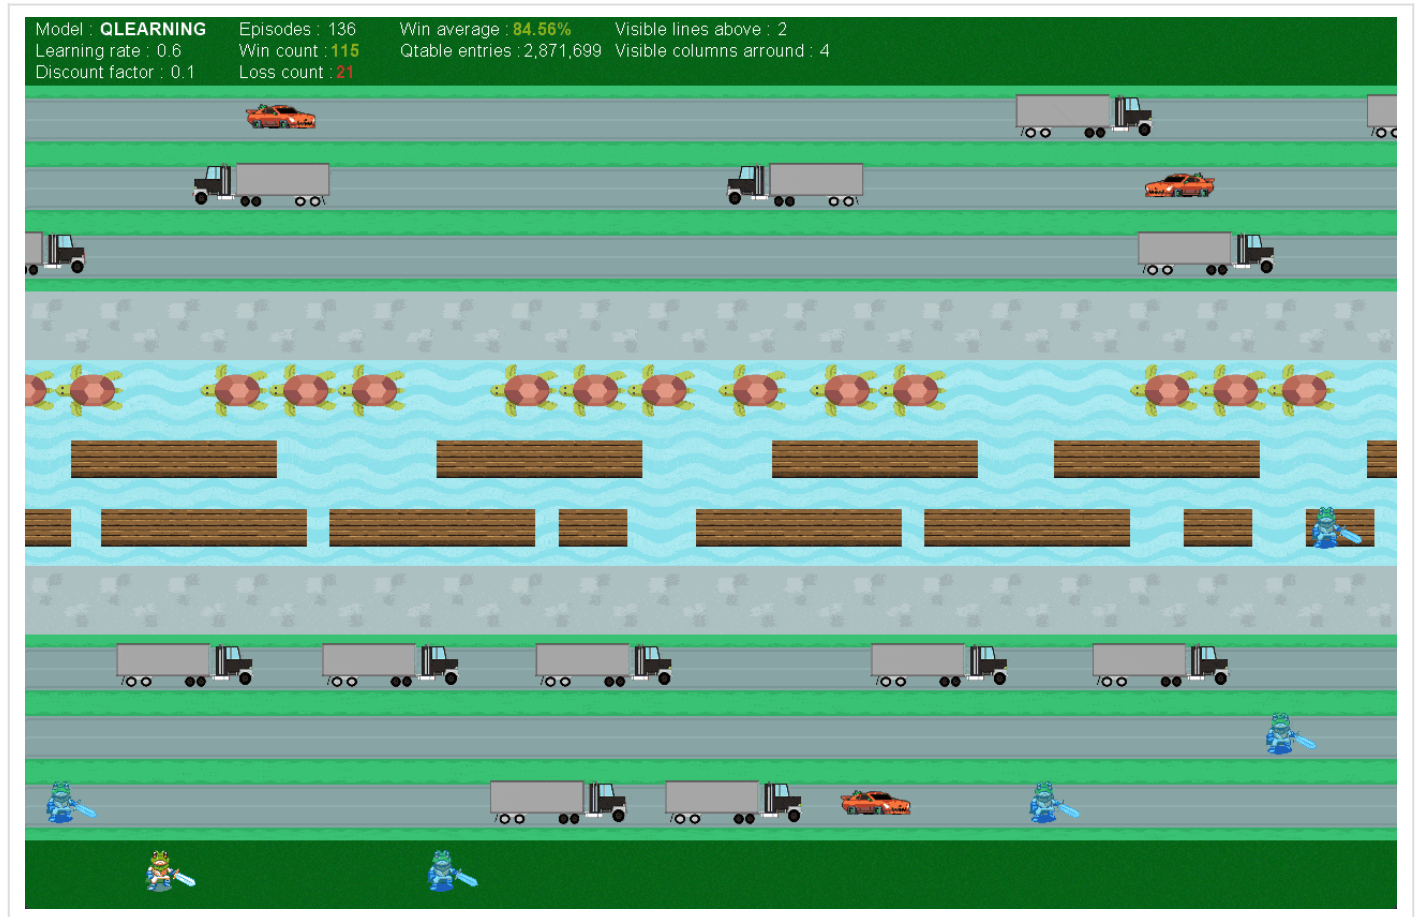 Model : QLEARNING Episodes : 136 Win average : 84.56% Visible lines above : 2
Learning rate : 0.6 Win count : 115 Qtable entries : 2,871,699 Visible columns arround : 4
Discount factor : 0.1 Loss count : 21